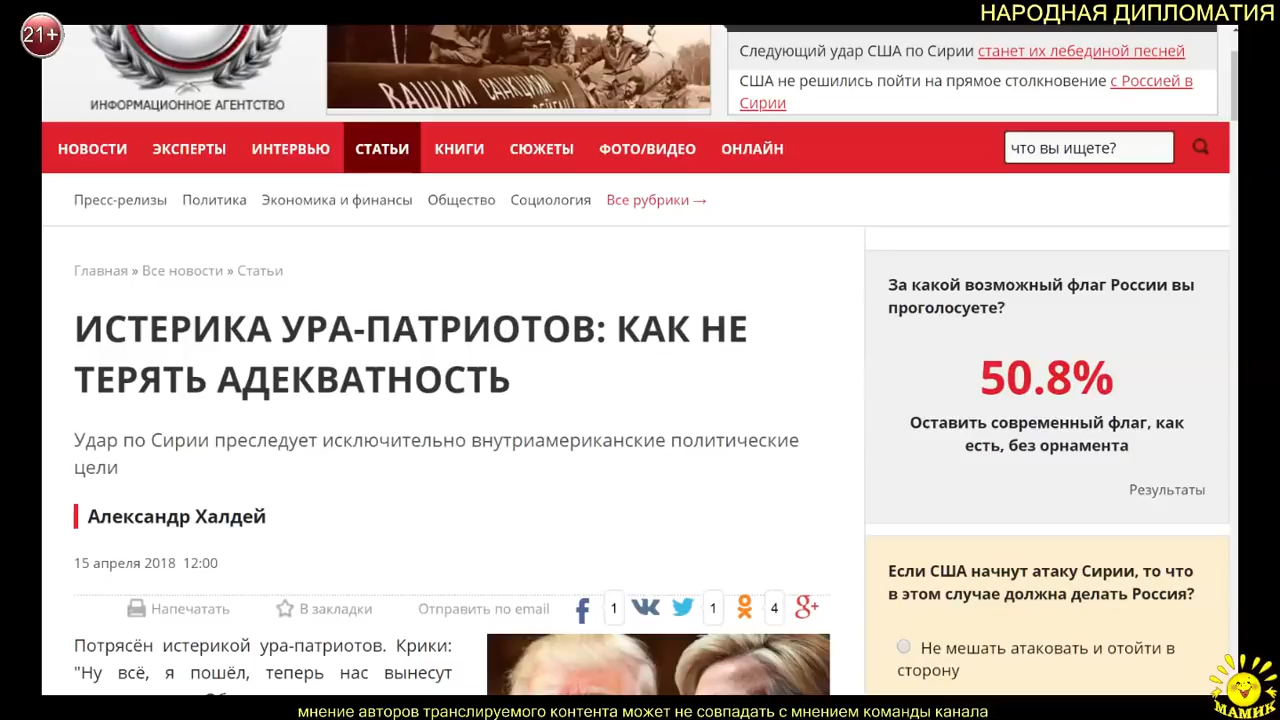 НАРОДНАЯ ДИПЛОМАТИЯ
21+
ИНФОРМАЦИОННОЕ АГЕНТСТВО
ВАШИМ САНКЦИЯМ
Следующий удар США по Сирии станет их лебединой песней
США не решились пойти на прямое столкновение с Россией в
Сирии
НОВОСТИ ЭКСПЕРТЫ ИНТЕРВЬЮ СТАТЬИ КНИГИ СЮЖЕТЫ ФОТО/ВИДЕО ОНЛАЙН что вы ищете?
Пресс-релизы Политика Экономика и финансы Общество Социология Все рубрики →
Главная » Все новости » Статьи
ИСТЕРИКА УРА-ПАТРИОТОВ: КАК НЕ
ТЕРЯТЬ АДЕКВАТНОСТЬ
Удар по Сирии преследует исключительно внутриамериканские политические
цели
Александр Халдей
15 апреля 2018 12:00
Напечатать В закладки Отправить по email 1 1 4 g+
Потрясён истерикой ура-патриотов. Крики:
"Ну всё, я пошёл, теперь нас вынесут
За какой возможный флаг России вы
проголосуете?
50.8%
Оставить современный флаг, как
есть, без орнамента
Результаты
Если США начнут атаку Сирии, то что
в этом случае должна делать Россия?
Не мешать атаковать и отойти в
сторону
МАМИК
мнение авторов транслируемого контента может не совпадать с мнением команды канала